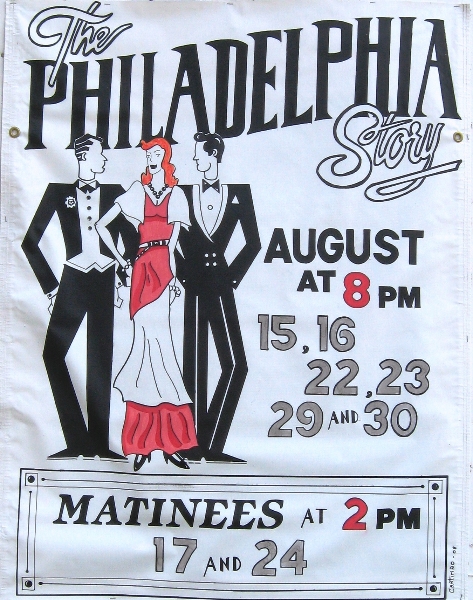 The
PHILADELPHIA
Story
AUGUST
AT 8 PM
15, 16
22, 23
29 AND 30
MATINEES AT 2 PM
17 AND 24